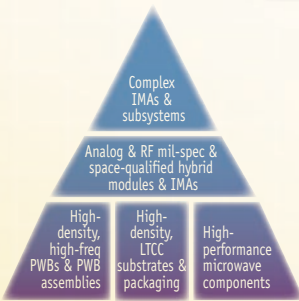 Complex
IMAs &
subsystems
Analog & RF mil-spec &
space-qualified hybrid
modules & IMAs
High-
density,
high-freq
PWBs & PWB
assemblies
High-
density,
LTCC
substrates &
packaging
High-
performance
microwave
components